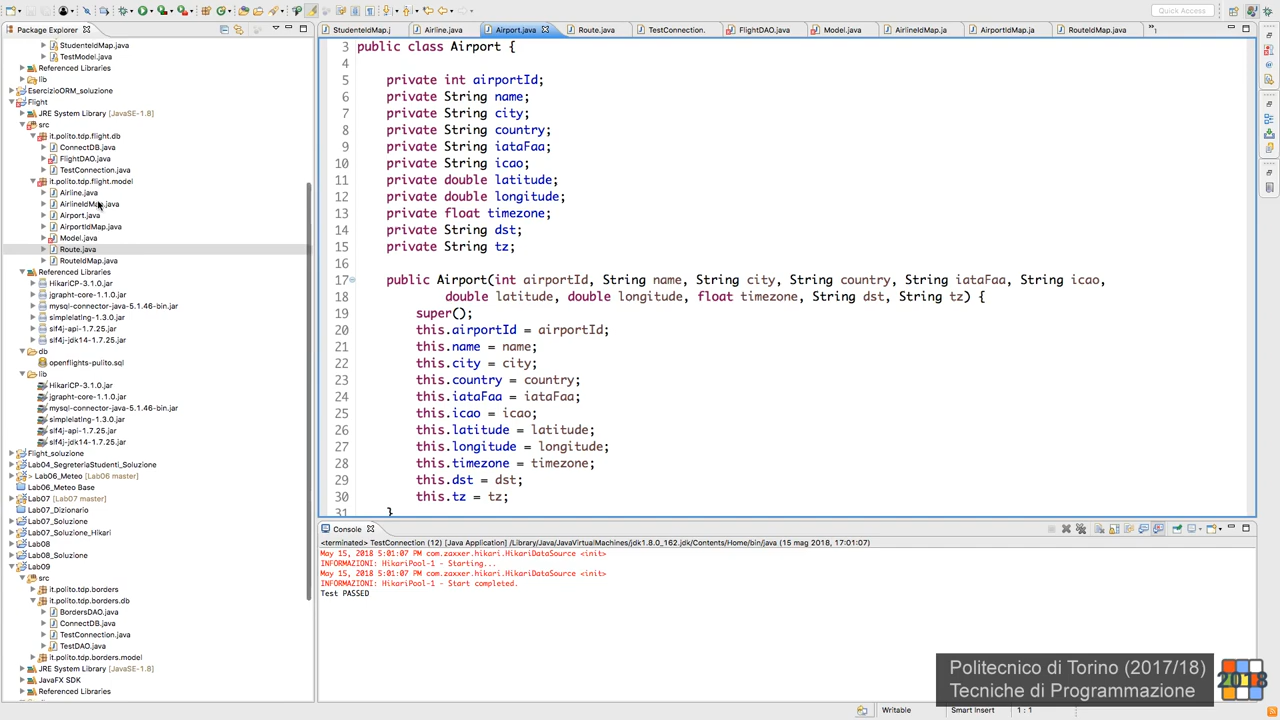 Quick Access
Package Explorer
StudenteIdMap.java
TestModel.java
Referenced Libraries
lib
EsercizioORM_soluzione
Flight
JRE System Library [JavaSE-1.8]
src
it.polito.tdp.flight.db
ConnectDB.java
FlightDAO.java
TestConnection.java
it.polito.tdp.flight.model
Airline.java
AirlineIdMap.java
Airport.java
AirportIdMap.java
Model.java
Route.java
RouteIdMap.java
Referenced Libraries
HikariCP-3.1.0.jar
jgrapht-core-1.1.0.jar
mysql-connector-java-5.1.46-bin.jar
simplelatlng-1.3.0.jar
slf4j-api-1.7.25.jar
slf4j-jdk14-1.7.25.jar
db
openflights-pulito.sql
lib
HikariCP-3.1.0.jar
jgrapht-core-1.1.0.jar
mysql-connector-java-5.1.46-bin.jar
simplelatlng-1.3.0.jar
slf4j-api-1.7.25.jar
slf4j-jdk14-1.7.25.jar
Flight_soluzione
Lab04_SegreteriaStudenti_Soluzione
> Lab06_Meteo [Lab06 master]
Lab06_Meteo Base
Lab07 [Lab07 master]
Lab07_Dizionario
Lab07_Soluzione
Lab07_Soluzione_Hikari
Lab08
Lab08_Soluzione
Lab09
src
it.polito.tdp.borders
it.polito.tdp.borders.db
BordersDAO.java
ConnectDB.java
TestConnection.java
TestDAO.java
it.polito.tdp.borders.model
JRE System Library [JavaSE-1.8]
JavaFX SDK
Referenced Libraries
StudenteIdMap.j Airline.java Airport.java Route.java TestConnection. FlightDAO.java Model.java AirlineIdMap.ja AirportIdMap.ja RouteIdMap.java »1
3 public class Airport {
4
5 private int airportId;
6 private String name;
7 private String city;
8 private String country;
9 private String iataFaa;
10 private String icao;
11 private double latitude;
12 private double longitude;
13 private float timezone;
14 private String dst;
15 private String tz;
16
17 public Airport(int airportId, String name, String city, String country, String iataFaa, String icao,
18 double latitude, double longitude, float timezone, String dst, String tz) {
19 super();
20 this.airportId = airportId;
21 this.name = name;
22 this.city = city;
23 this.country = country;
24 this.iataFaa = iataFaa;
25 this.icao = icao;
26 this.latitude = latitude;
27 this.longitude = longitude;
28 this.timezone = timezone;
29 this.dst = dst;
30 this.tz = tz;
31 }
Console
<terminated> TestConnection (12) [Java Application] /Library/Java/JavaVirtualMachines/jdk1.8.0_162.jdk/Contents/Home/bin/java (15 mag 2018, 17:01:07)
May 15, 2018 5:01:07 PM com.zaxxer.hikari.HikariDataSource <init>
INFORMAZIONI: HikariPool-1 - Starting...
May 15, 2018 5:01:07 PM com.zaxxer.hikari.HikariDataSource <init>
INFORMAZIONI: HikariPool-1 - Start completed.
Test PASSED
Politecnico di Torino (2017/18)
Tecniche di Programmazione
2018
Writable Smart Insert 1 : 1